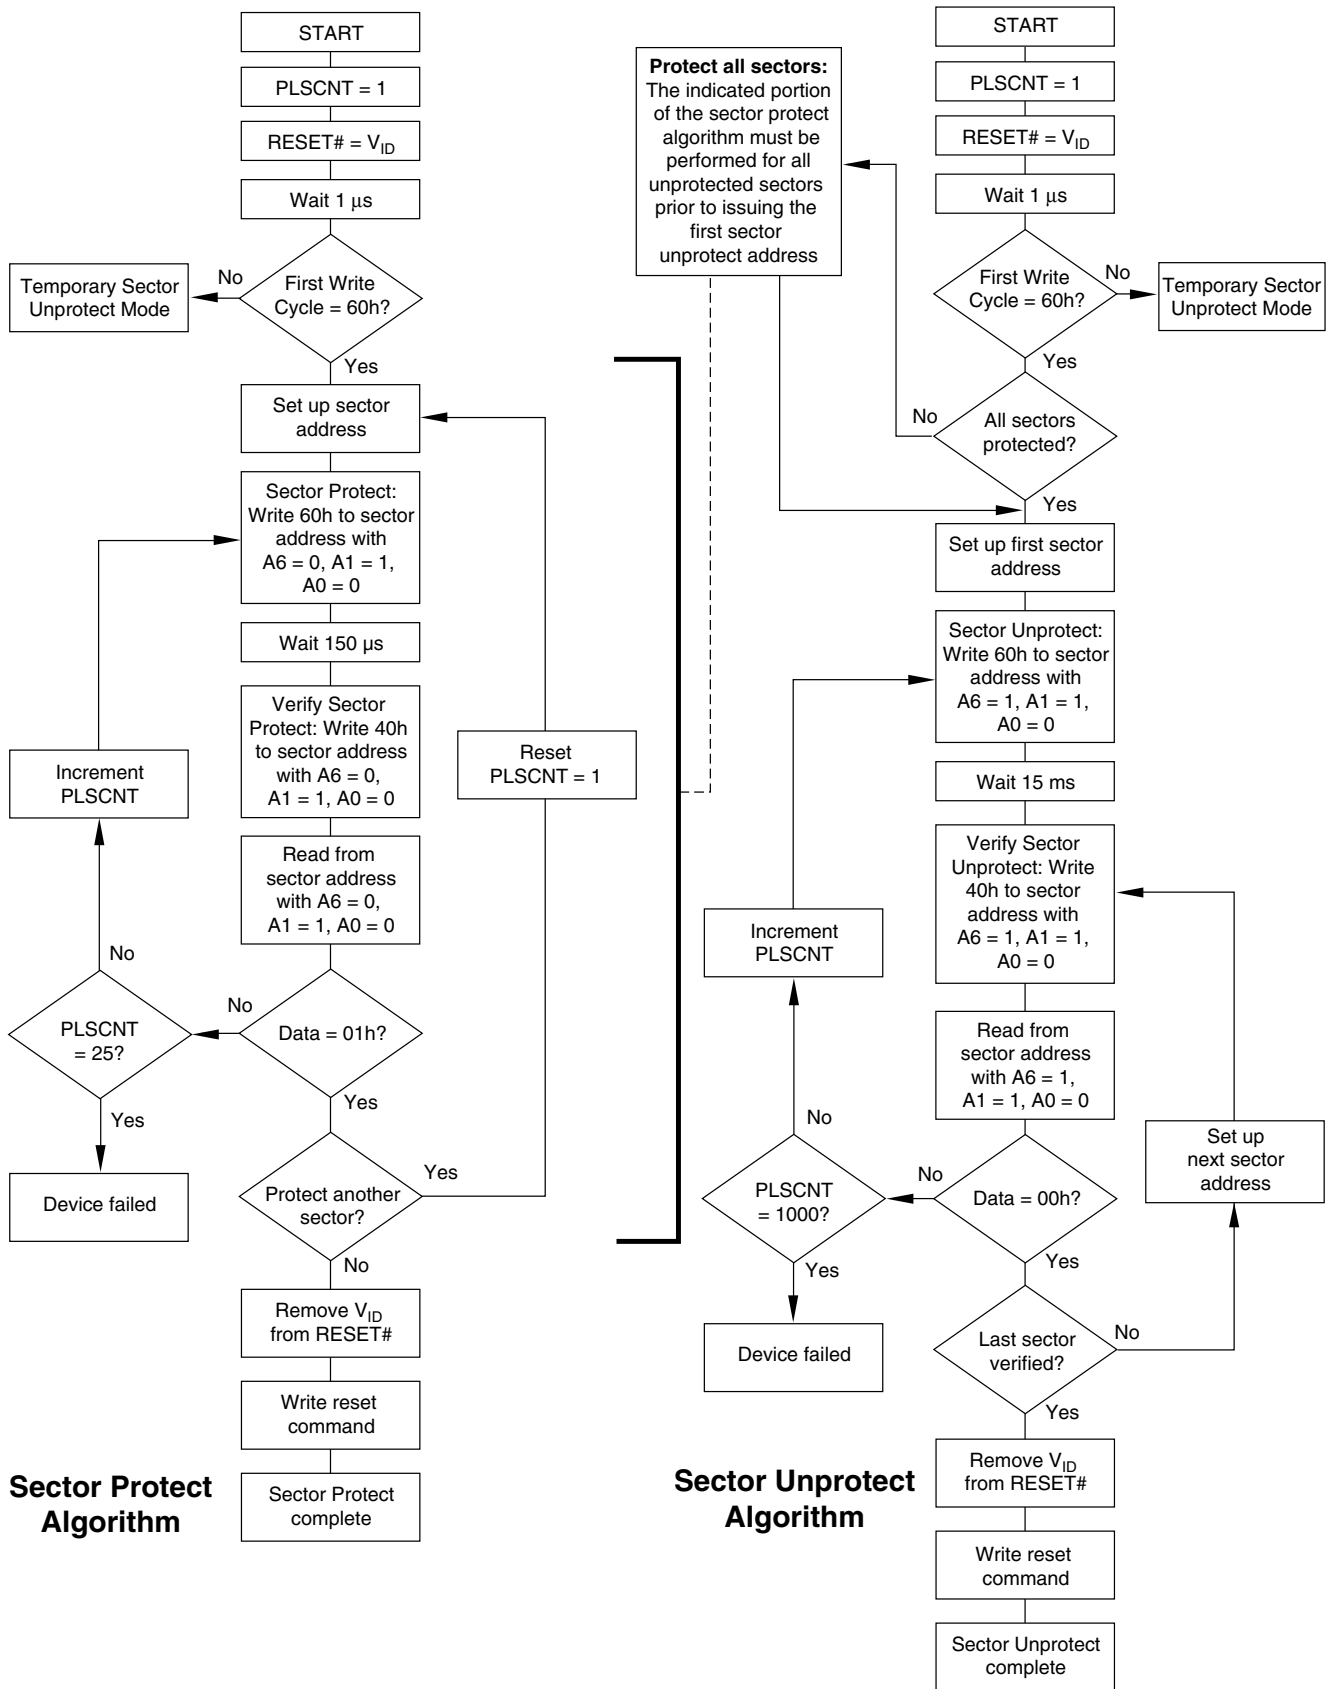 START
PLSCNT = 1
RESET# = VID
Wait 1 μs
First Write
Cycle = 60h?
No
Temporary Sector
Unprotect Mode
Yes
Set up sector
address
Sector Protect:
Write 60h to sector
address with
A6 = 0, A1 = 1,
A0 = 0
Wait 150 µs
Verify Sector
Protect: Write 40h
to sector address
with A6 = 0,
A1 = 1, A0 = 0
Reset
PLSCNT = 1
Increment
PLSCNT
Read from
sector address
with A6 = 0,
A1 = 1, A0 = 0
No
PLSCNT
= 25?
No
Data = 01h?
Yes
Yes
Device failed
Protect another
sector?
Yes
No
Remove VID
from RESET#
Write reset
command
Sector Protect
complete
Sector Protect
Algorithm
Protect all sectors:
The indicated portion
of the sector protect
algorithm must be
performed for all
unprotected sectors
prior to issuing the
first sector
unprotect address
START
PLSCNT = 1
RESET# = VID
Wait 1 μs
First Write
Cycle = 60h?
No
Temporary Sector
Unprotect Mode
Yes
No
All sectors
protected?
Yes
Set up first sector
address
Sector Unprotect:
Write 60h to sector
address with
A6 = 1, A1 = 1,
A0 = 0
Wait 15 ms
Verify Sector
Unprotect: Write
40h to sector
address with
A6 = 1, A1 = 1,
A0 = 0
Increment
PLSCNT
Read from
sector address
with A6 = 1,
A1 = 1, A0 = 0
No
Set up
next sector
address
PLSCNT
= 1000?
No
Data = 00h?
Yes
Yes
Device failed
Last sector
verified?
No
Yes
Remove VID
from RESET#
Write reset
command
Sector Unprotect
complete
Sector Unprotect
Algorithm